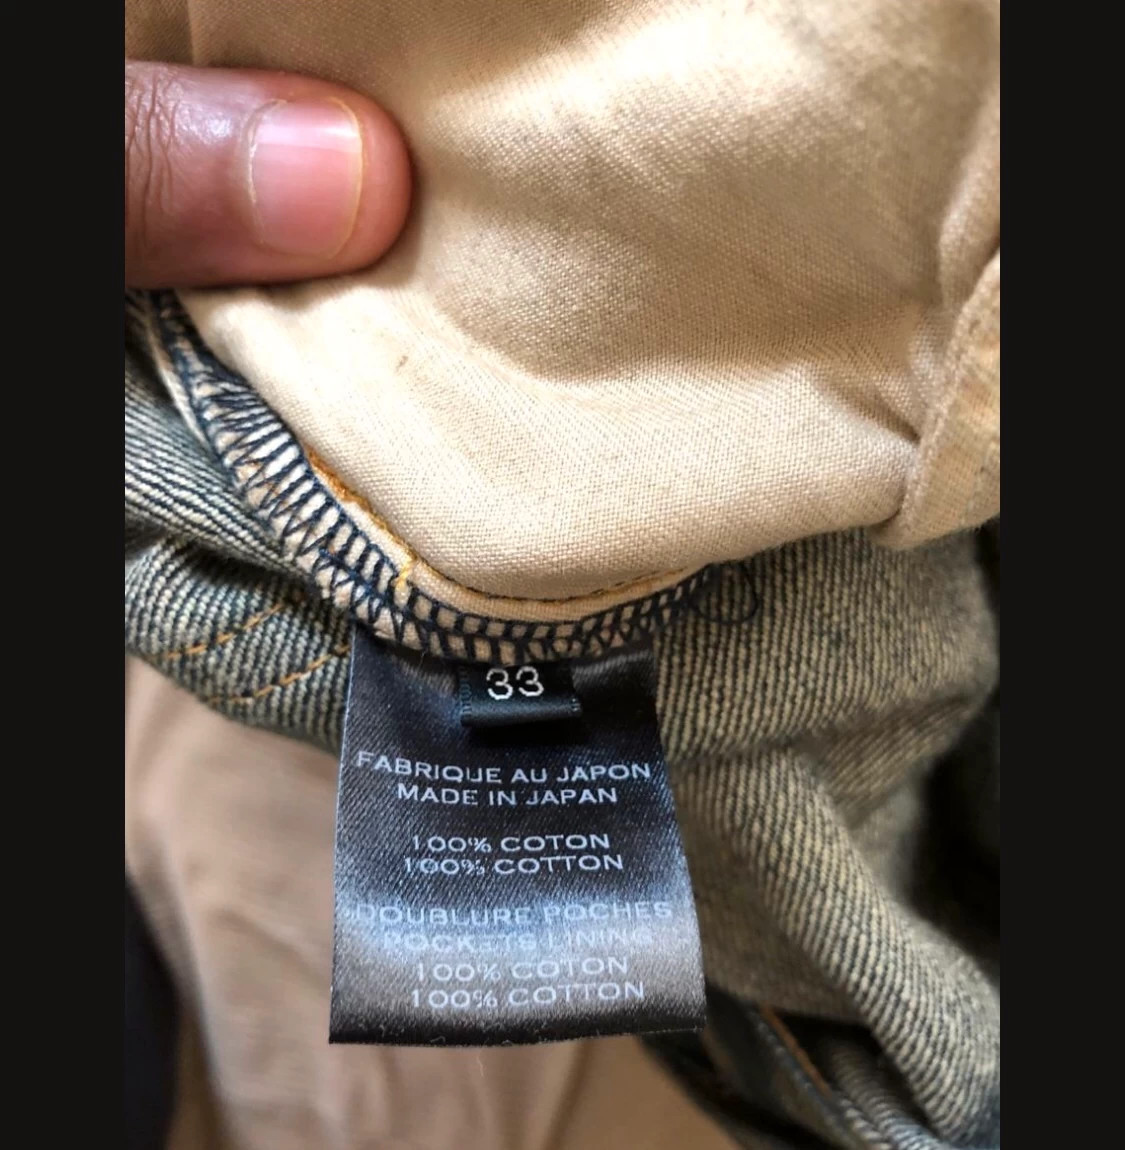 33
FABRIQUE AU JAPON
MADE IN JAPAN
100% COTON
100% COTTON
DOUBLURE POCHES
POCKETS LINING
100% COTON
100% COTTON